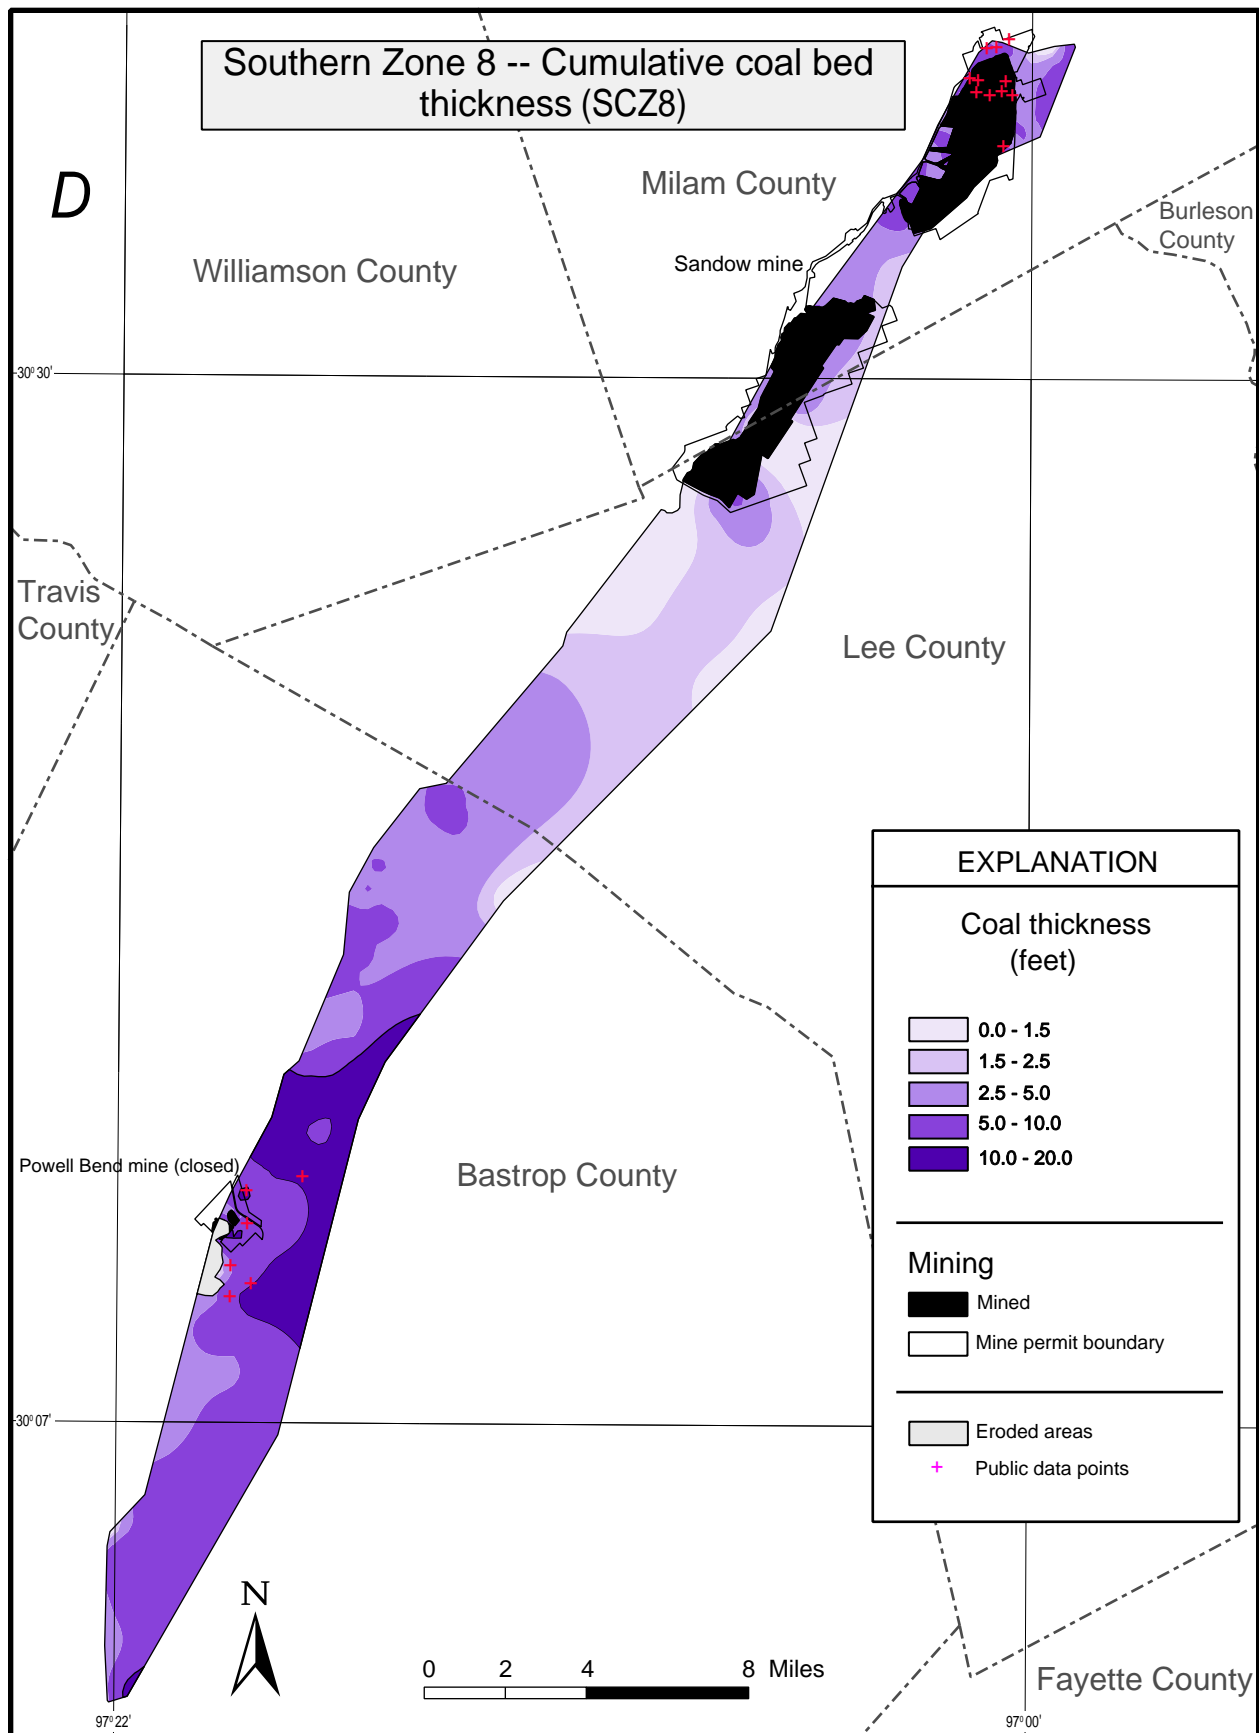 Southern Zone 8 -- Cumulative coal bed
thickness (SCZ8)
D
Milam County
Burleson
County
Williamson County
Sandow mine
30° 30'
Travis
County
Lee County
EXPLANATION
Coal thickness
(feet)
0.0 - 1.5
1.5 - 2.5
2.5 - 5.0
5.0 - 10.0
10.0 - 20.0
Powell Bend mine (closed)
Bastrop County
Mining
Mined
Mine permit boundary
30° 07'
Eroded areas
Public data points
N
0 2 4 8 Miles
Fayette County
97° 22'
97° 00'